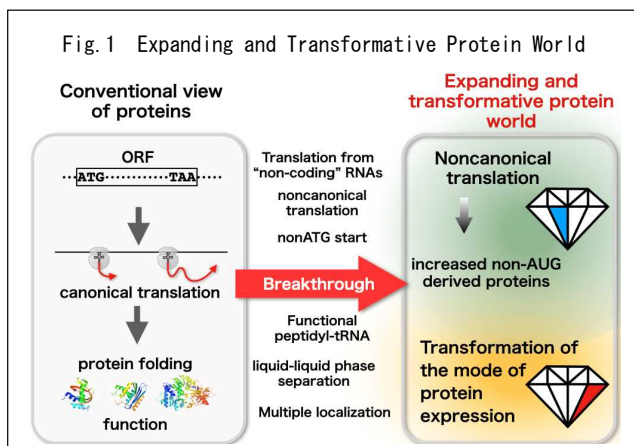 Fig.1 Expanding and Transformative Protein World
Conventional view
of proteins
ORF
······ATG············TAA······
canonical translation
protein folding
function
Translation from
“non-coding” RNAs
noncanonical
translation
nonATG start
Breakthrough
Functional
peptidyl-tRNA
liquid-liquid phase
separation
Multiple localization
Expanding and
transformative protein
world
Noncanonical
translation
increased non-AUG
derived proteins
Transformation of
the mode of
protein
expression